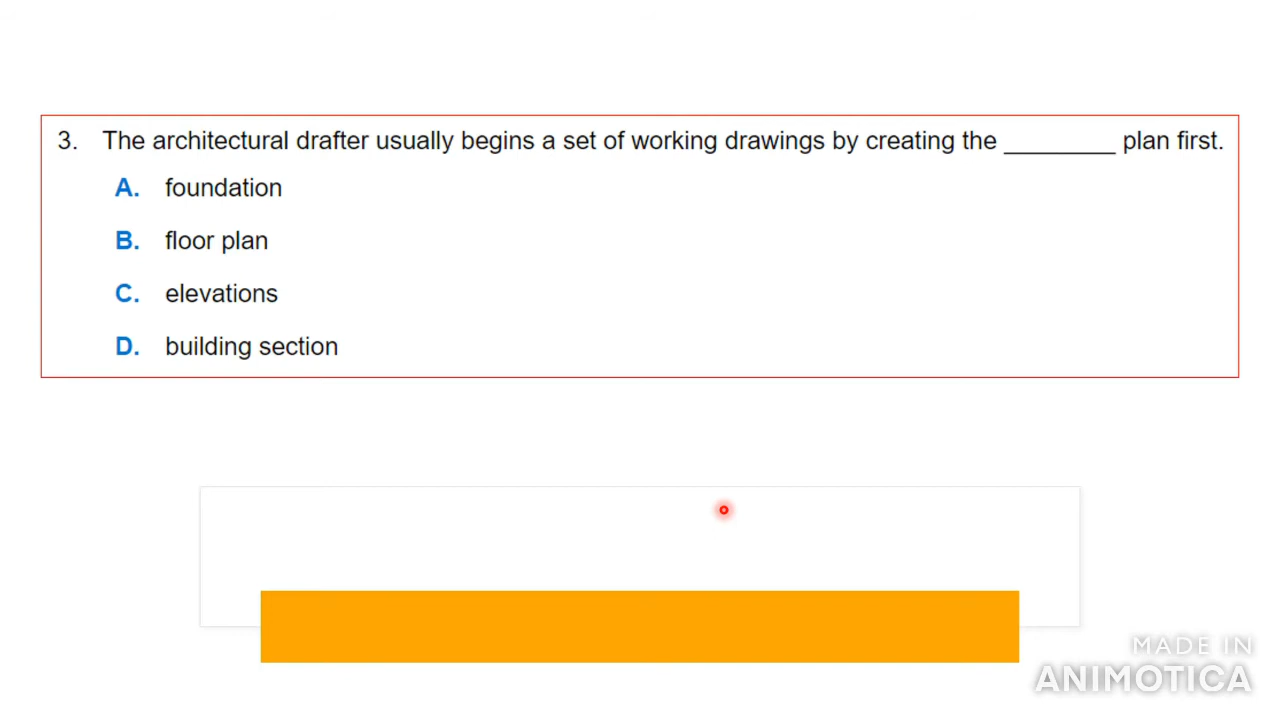 3. The architectural drafter usually begins a set of working drawings by creating the ________ plan first.
A. foundation
B. floor plan
C. elevations
D. building section
MADE IN
ANIMOTICA